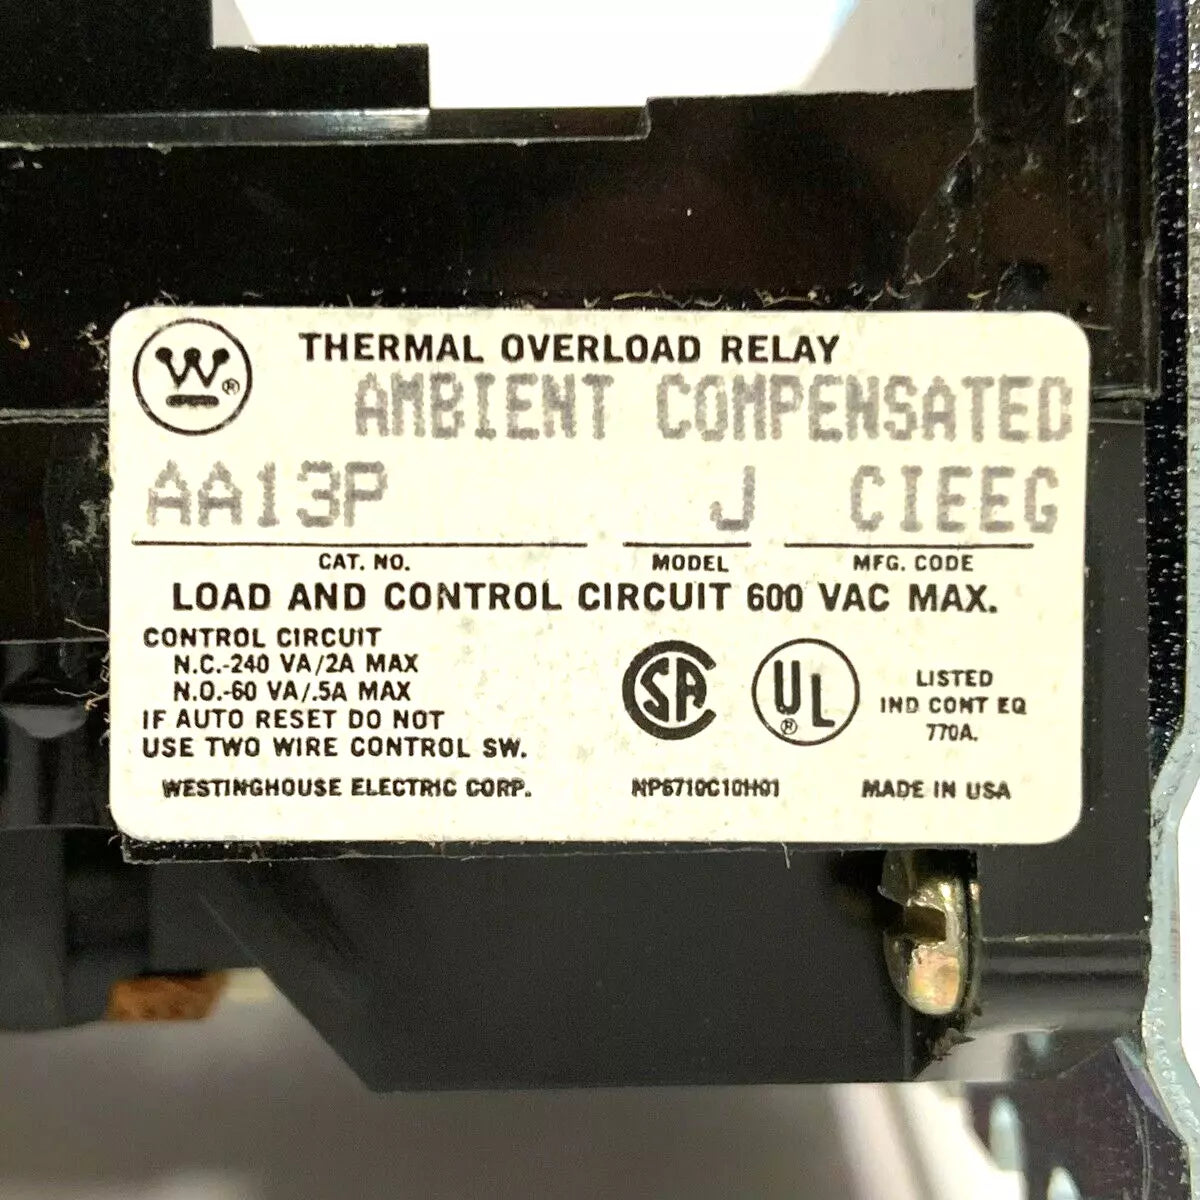 W®
THERMAL OVERLOAD RELAY
AMBIENT COMPENSATED
AA13P J CIEEG
CAT. NO. MODEL MFG. CODE
LOAD AND CONTROL CIRCUIT 600 VAC MAX.
CONTROL CIRCUIT
N.C.-240 VA/2A MAX
N.O.-60 VA/.5A MAX
IF AUTO RESET DO NOT
USE TWO WIRE CONTROL SW.
SA
UL®
LISTED
IND CONT EQ
770A.
WESTINGHOUSE ELECTRIC CORP. NP6710C10H01 MADE IN USA